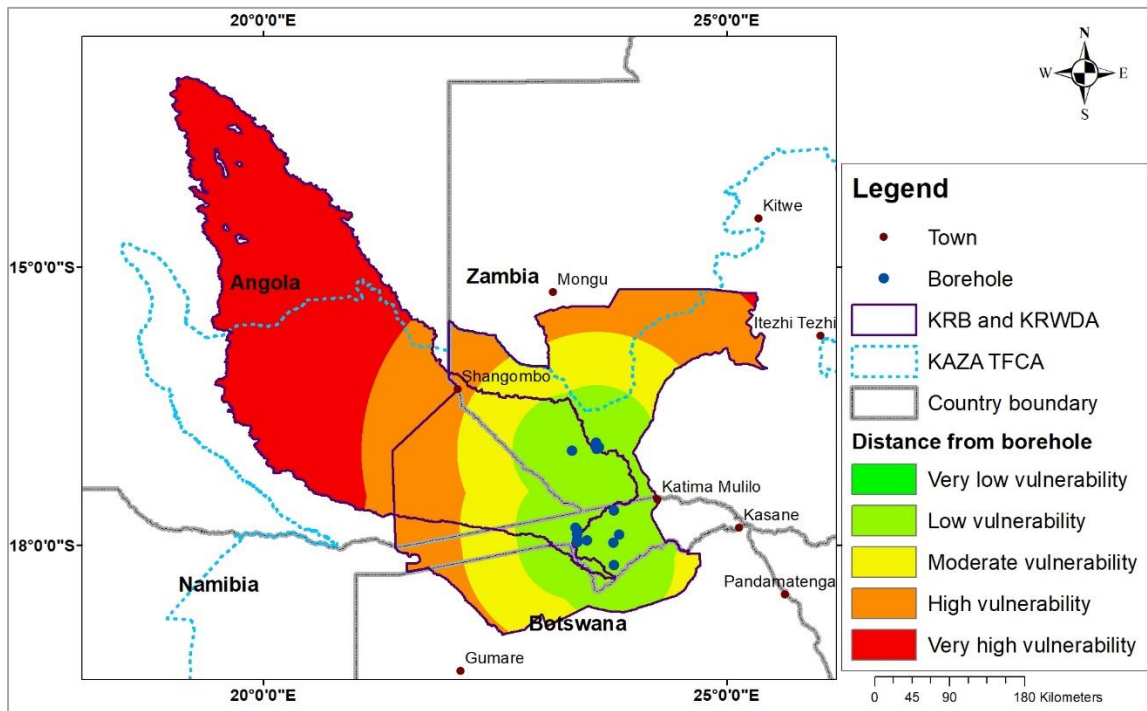 20°0'0"E
25°0'0"E
N
W
E
S
Kitwe
15°0'0"S
Angola
Zambia
Mongu
Itezhi Tezhi
Shangombo
Katima Mulilo
Kasane
18°0'0"S
Namibia
Pandamatenga
Botswana
Gumare
20°0'0"E
25°0'0"E
Legend
Town
Borehole
KRB and KRWDA
KAZA TFCA
Country boundary
Distance from borehole
Very low vulnerability
Low vulnerability
Moderate vulnerability
High vulnerability
Very high vulnerability
0 45 90 180 Kilometers